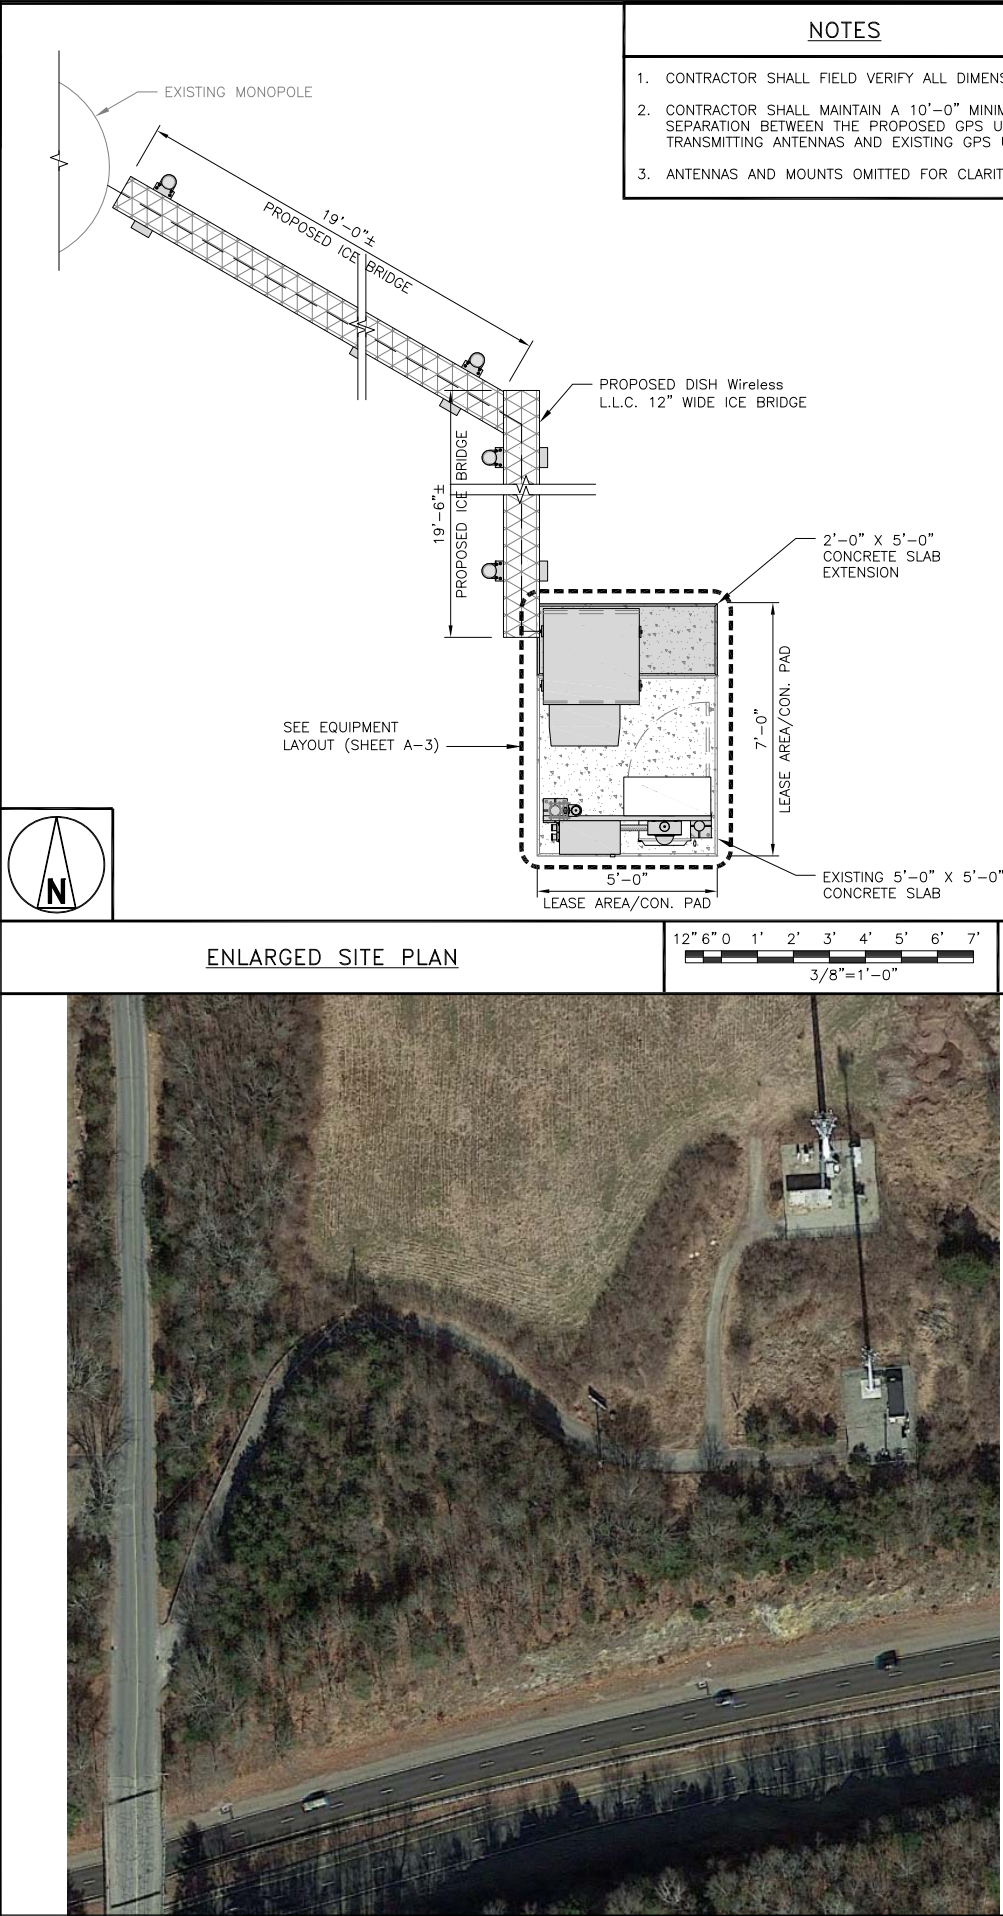 NOTES
1. CONTRACTOR SHALL FIELD VERIFY ALL
2. CONTRACTOR SHALL MAINTAIN A 10'-0"
SEPARATION BETWEEN THE PROPOSED GPS
TRANSMITTING ANTENNAS AND EXISTING GPS
3. ANTENNAS AND MOUNTS OMITTED FOR
EXISTING MONOPOLE
19'-0"±
PROPOSED ICE BRIDGE
PROPOSED DISH Wireless
L.L.C. 12" WIDE ICE BRIDGE
19'-6"±
PROPOSED ICE BRIDGE
2'-0" X 5'-0"
CONCRETE SLAB
EXTENSION
7'-0"
LEASE AREA/CON. PAD
SEE EQUIPMENT
LAYOUT (SHEET A-3)
N
5'-0"
LEASE AREA/CON. PAD
EXISTING 5'-0" X 5'-0"
CONCRETE SLAB
ENLARGED SITE PLAN
12" 6" 0 1' 2' 3' 4' 5' 6' 7'
3/8"=1'-0"